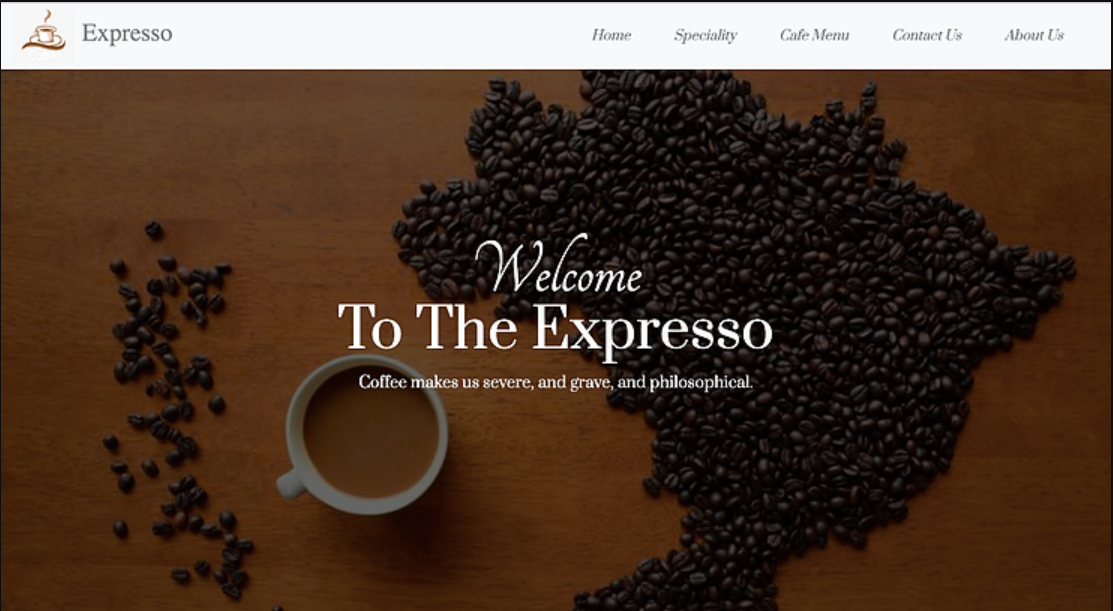 Expresso
Home Speciality Cafe Menu Contact Us About Us
Welcome
To The Expresso
Coffee makes us severe, and grave, and philosophical.